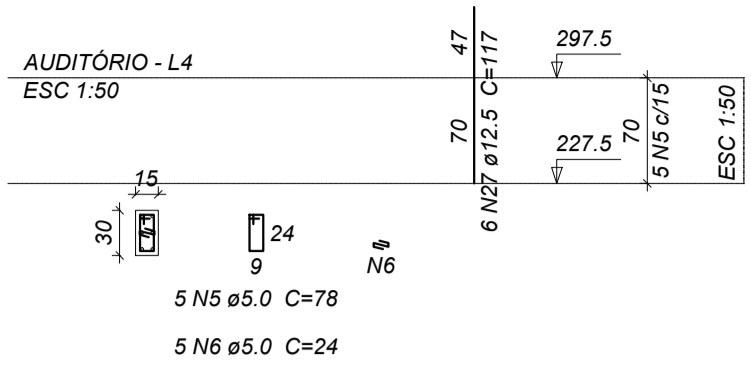 AUDITÓRIO - L4
ESC 1:50
47
70
6 N27 ø12.5 C=117
297.5
227.5
70
5 N5 c/15
ESC 1:50
15
30
24
9
N6
5 N5 ø5.0 C=78
5 N6 ø5.0 C=24